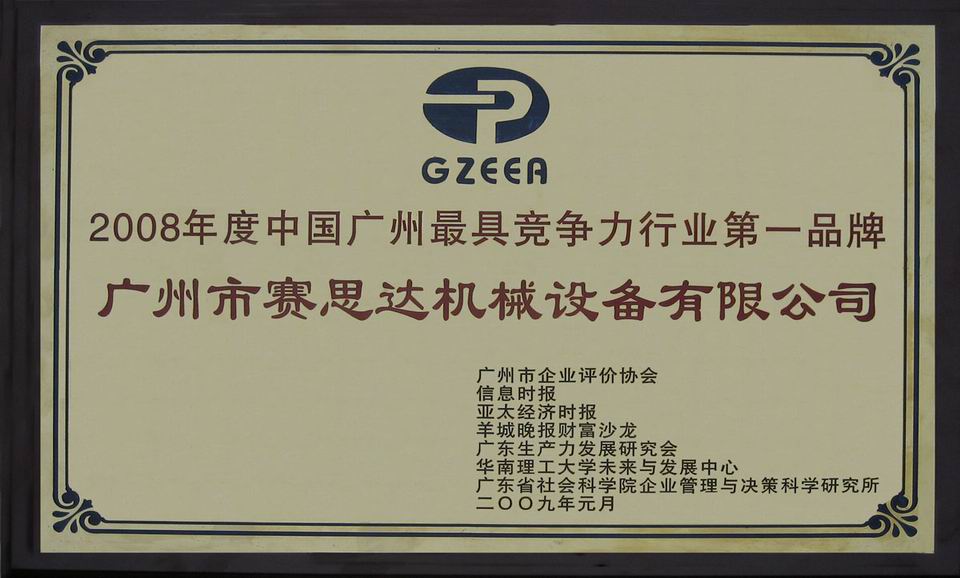 GZEEA
2008年度中国广州最具竞争力行业第一品牌
广州市赛思达机械设备有限公司
广州市企业评价协会
信息时报
亚太经济时报
羊城晚报财富沙龙
广东生产力发展研究会
华南理工大学未来与发展中心
广东省社会科学院企业管理与决策科学研究所
二〇〇九年元月